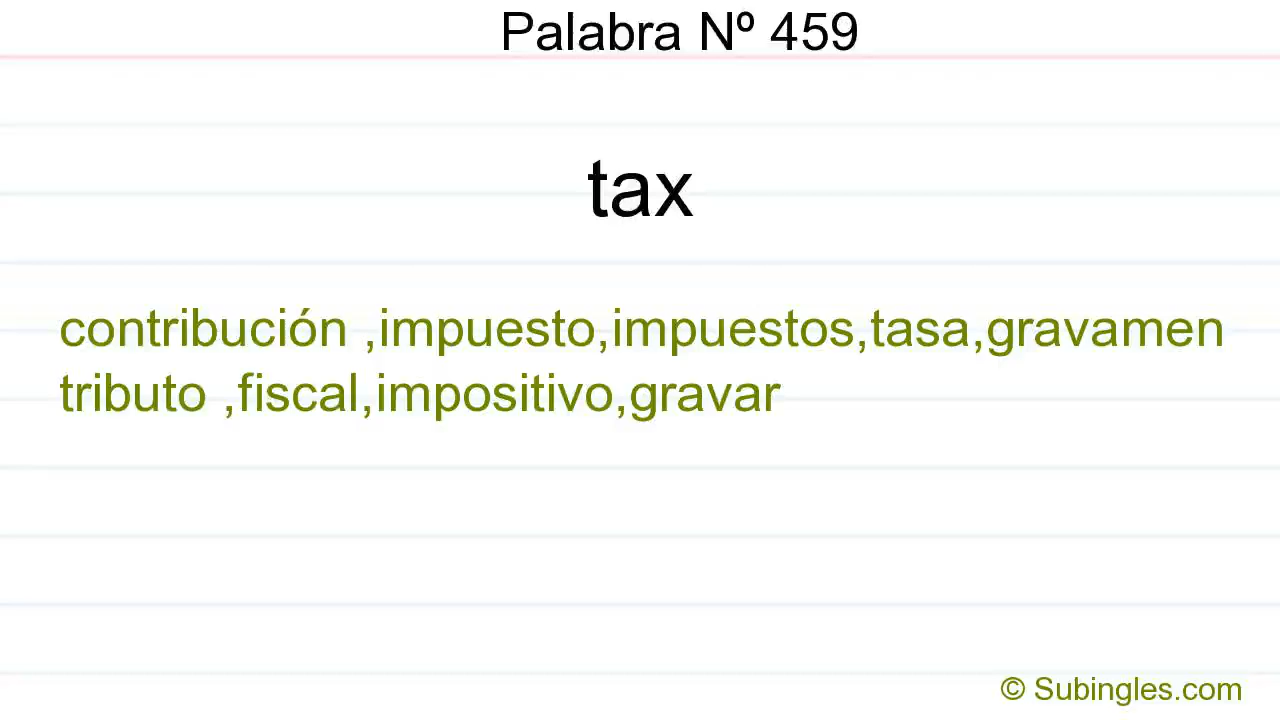 Palabra Nº 459
tax
contribución ,impuesto,impuestos,tasa,gravamen
tributo ,fiscal,impositivo,gravar
© Subingles.com